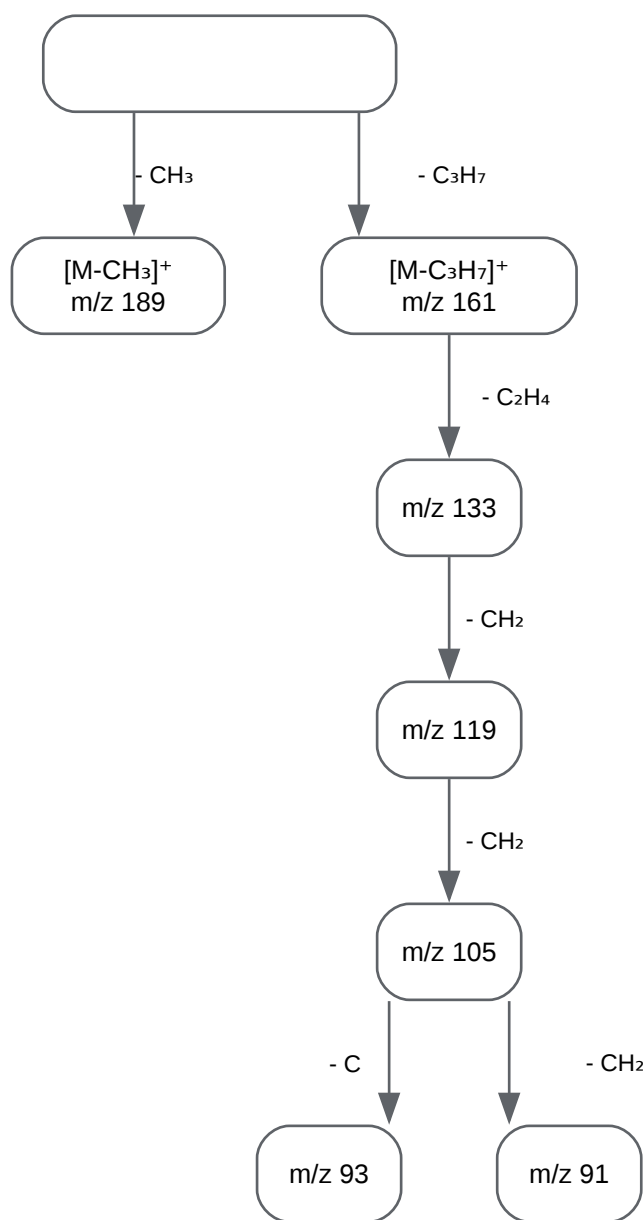 - CH₃
- C₃H₇
[M-CH₃]⁺
m/z 189
[M-C₃H₇]⁺
m/z 161
- C₂H₄
m/z 133
- CH₂
m/z 119
- CH₂
m/z 105
- C
- CH₂
m/z 93
m/z 91